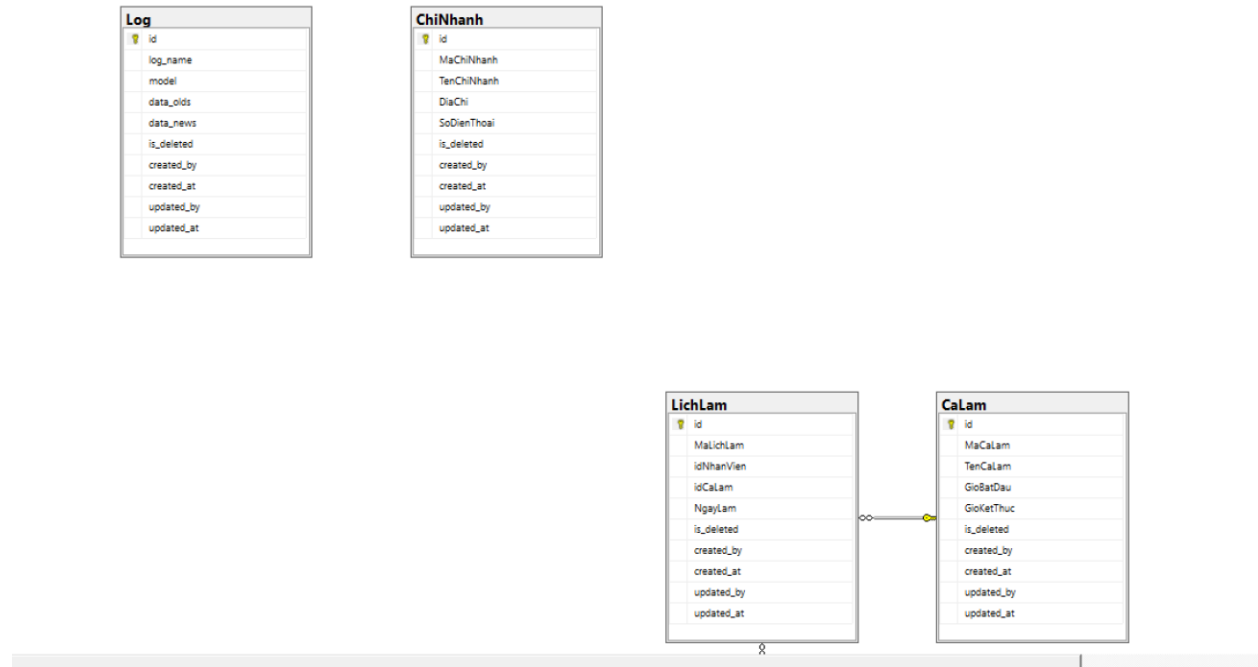 Log
id
log_name
model
data_olds
data_news
is_deleted
created_by
created_at
updated_by
updated_at
ChiNhanh
id
MaChiNhanh
TenChiNhanh
DiaChi
SoDienThoai
is_deleted
created_by
created_at
updated_by
updated_at
LichLam
id
MaLichLam
idNhanVien
idCaLam
NgayLam
is_deleted
created_by
created_at
updated_by
updated_at
CaLam
id
MaCaLam
TenCaLam
GioBatDau
GioKetThuc
is_deleted
created_by
created_at
updated_by
updated_at